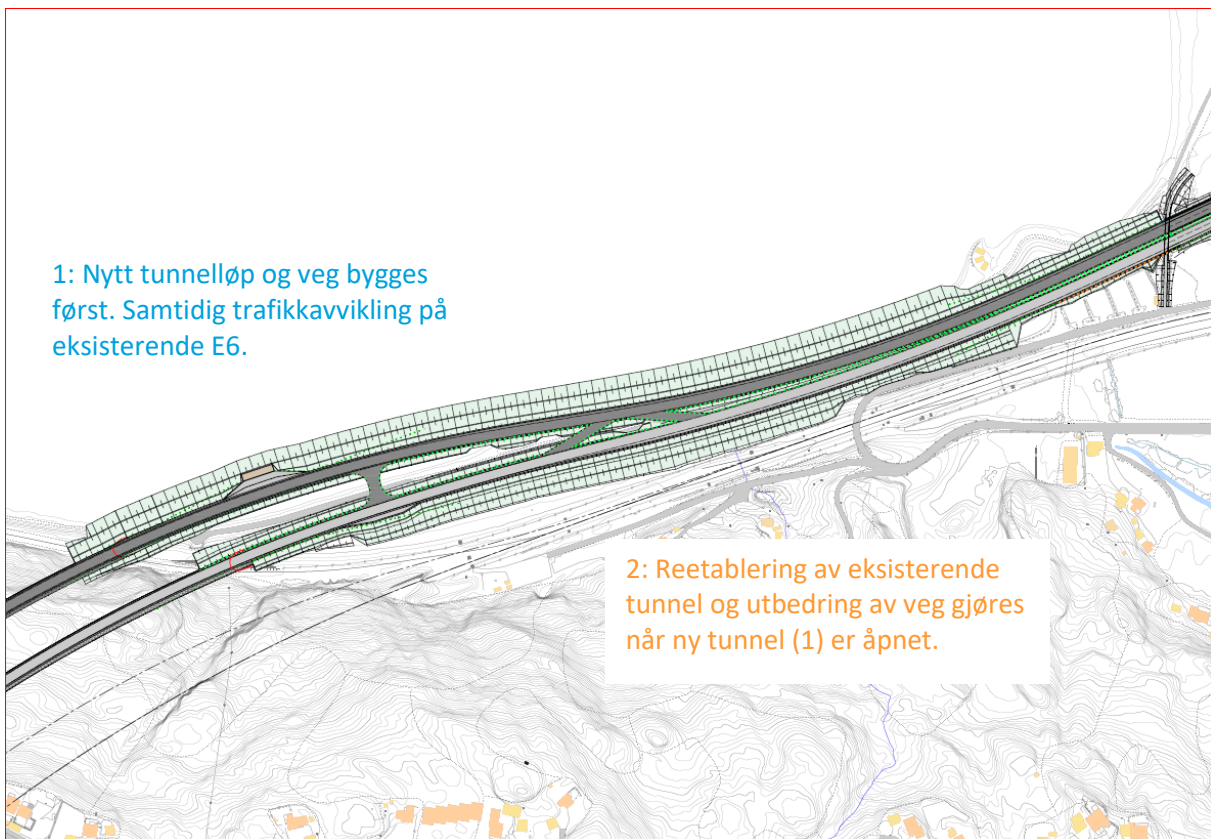 1: Nytt tunnelløp og veg bygges
først. Samtidig trafikkavvikling på
eksisterende E6.
2: Reetablering av eksisterende
tunnel og utbedring av veg gjøres
når ny tunnel (1) er åpnet.